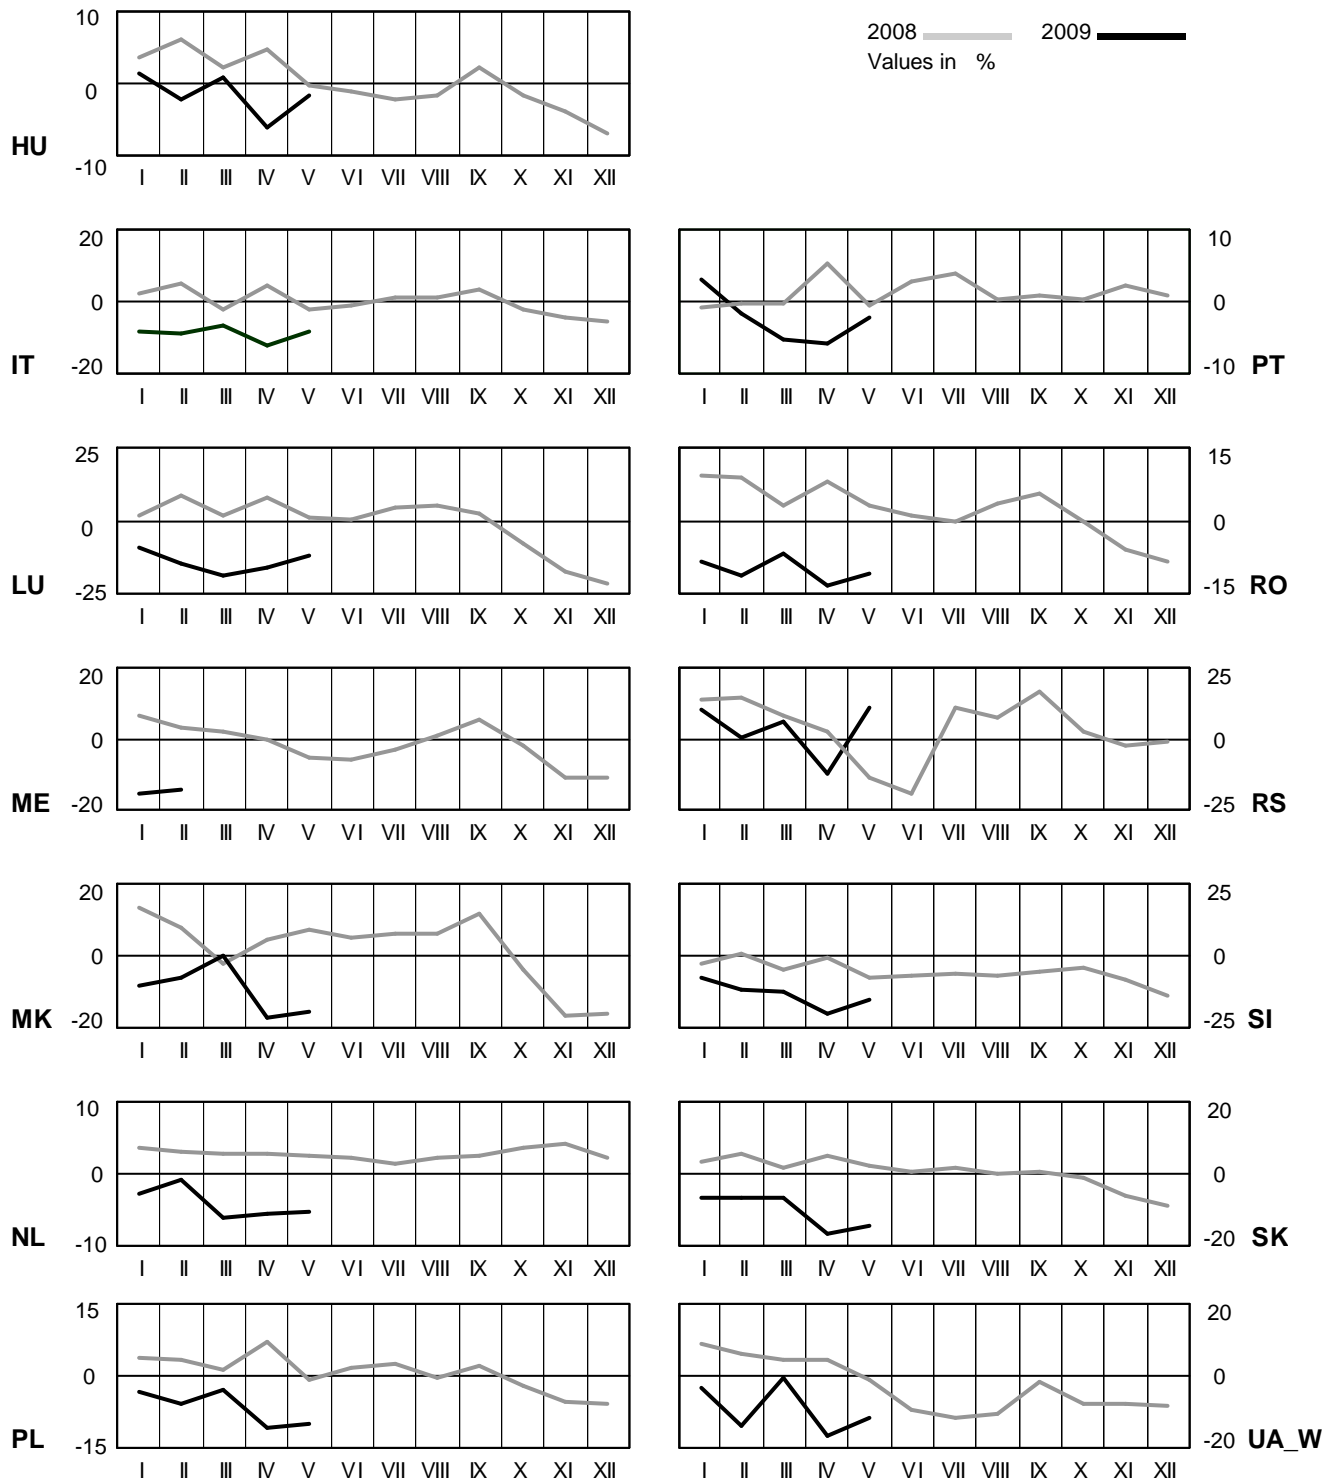 2008 2009
Values in %
10
0
-10
HU
I II III IV V VI VII VIII IX X XI XII
20
0
-20
IT
I II III IV V VI VII VIII IX X XI XII
10
0
-10 PT
I II III IV V VI VII VIII IX X XI XII
25
0
-25
LU
I II III IV V VI VII VIII IX X XI XII
15
0
-15 RO
I II III IV V VI VII VIII IX X XI XII
20
0
ME -20
I II III IV V VI VII VIII IX X XI XII
25
0
-25 RS
I II III IV V VI VII VIII IX X XI XII
20
0
MK -20
I II III IV V VI VII VIII IX X XI XII
25
0
-25 SI
I II III IV V VI VII VIII IX X XI XII
10
0
NL -10
I II III IV V VI VII VIII IX X XI XII
20
0
-20 SK
I II III IV V VI VII VIII IX X XI XII
15
0
PL -15
I II III IV V VI VII VIII IX X XI XII
20
0
-20 UA_W
I II III IV V VI VII VIII IX X XI XII